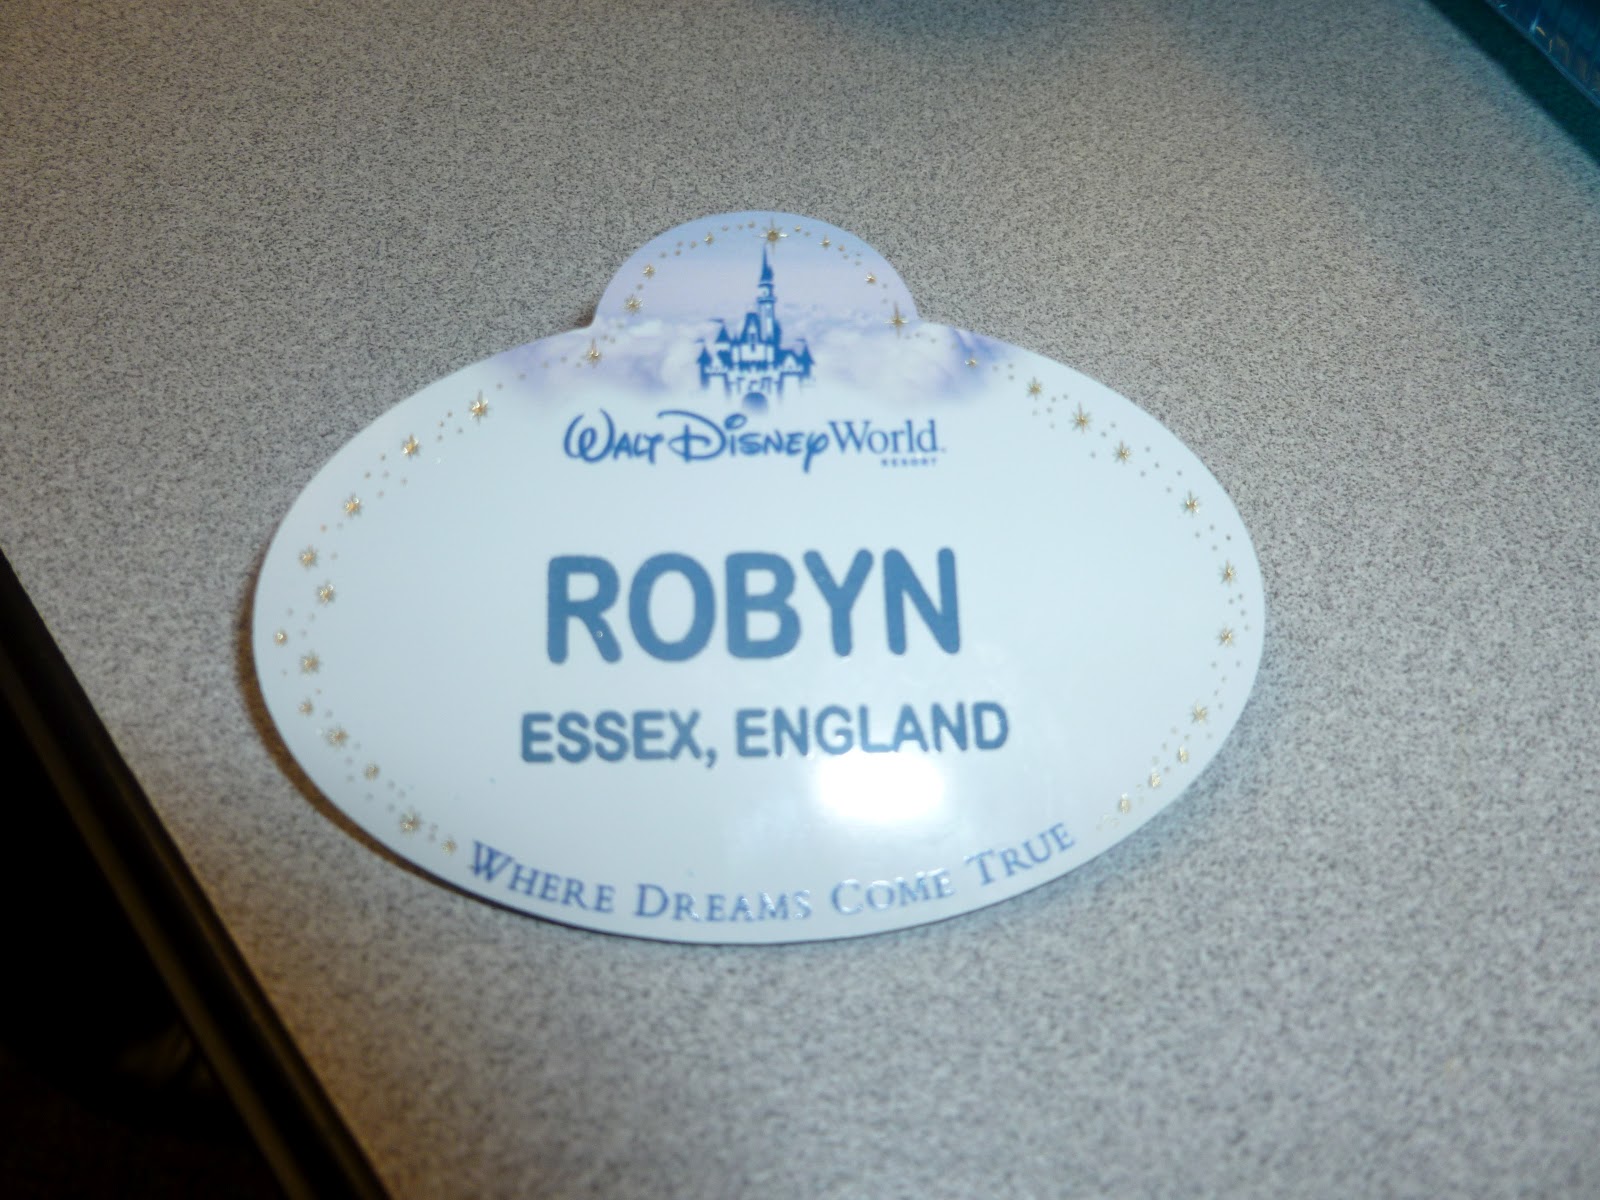 Walt Disney World
RESORT
ROBYN
ESSEX, ENGLAND
WHERE DREAMS COME TRUE